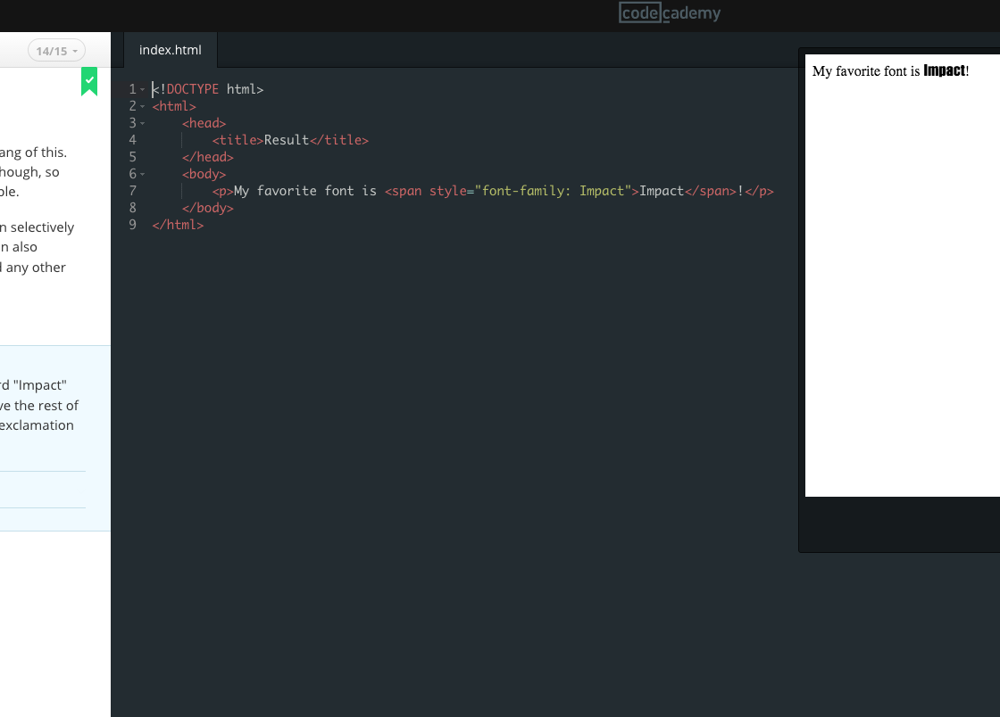 codecademy
14/15
index.html
ang of this.
hough, so
ble.
n selectively
n also
d any other
rd "Impact"
ve the rest of
exclamation
1 <!DOCTYPE html>
2 <html>
3 <head>
4 <title>Result</title>
5 </head>
6 <body>
7 <p>My favorite font is <span style="font-family: Impact">Impact</span>!</p>
8 </body>
9 </html>
My favorite font is Impact!